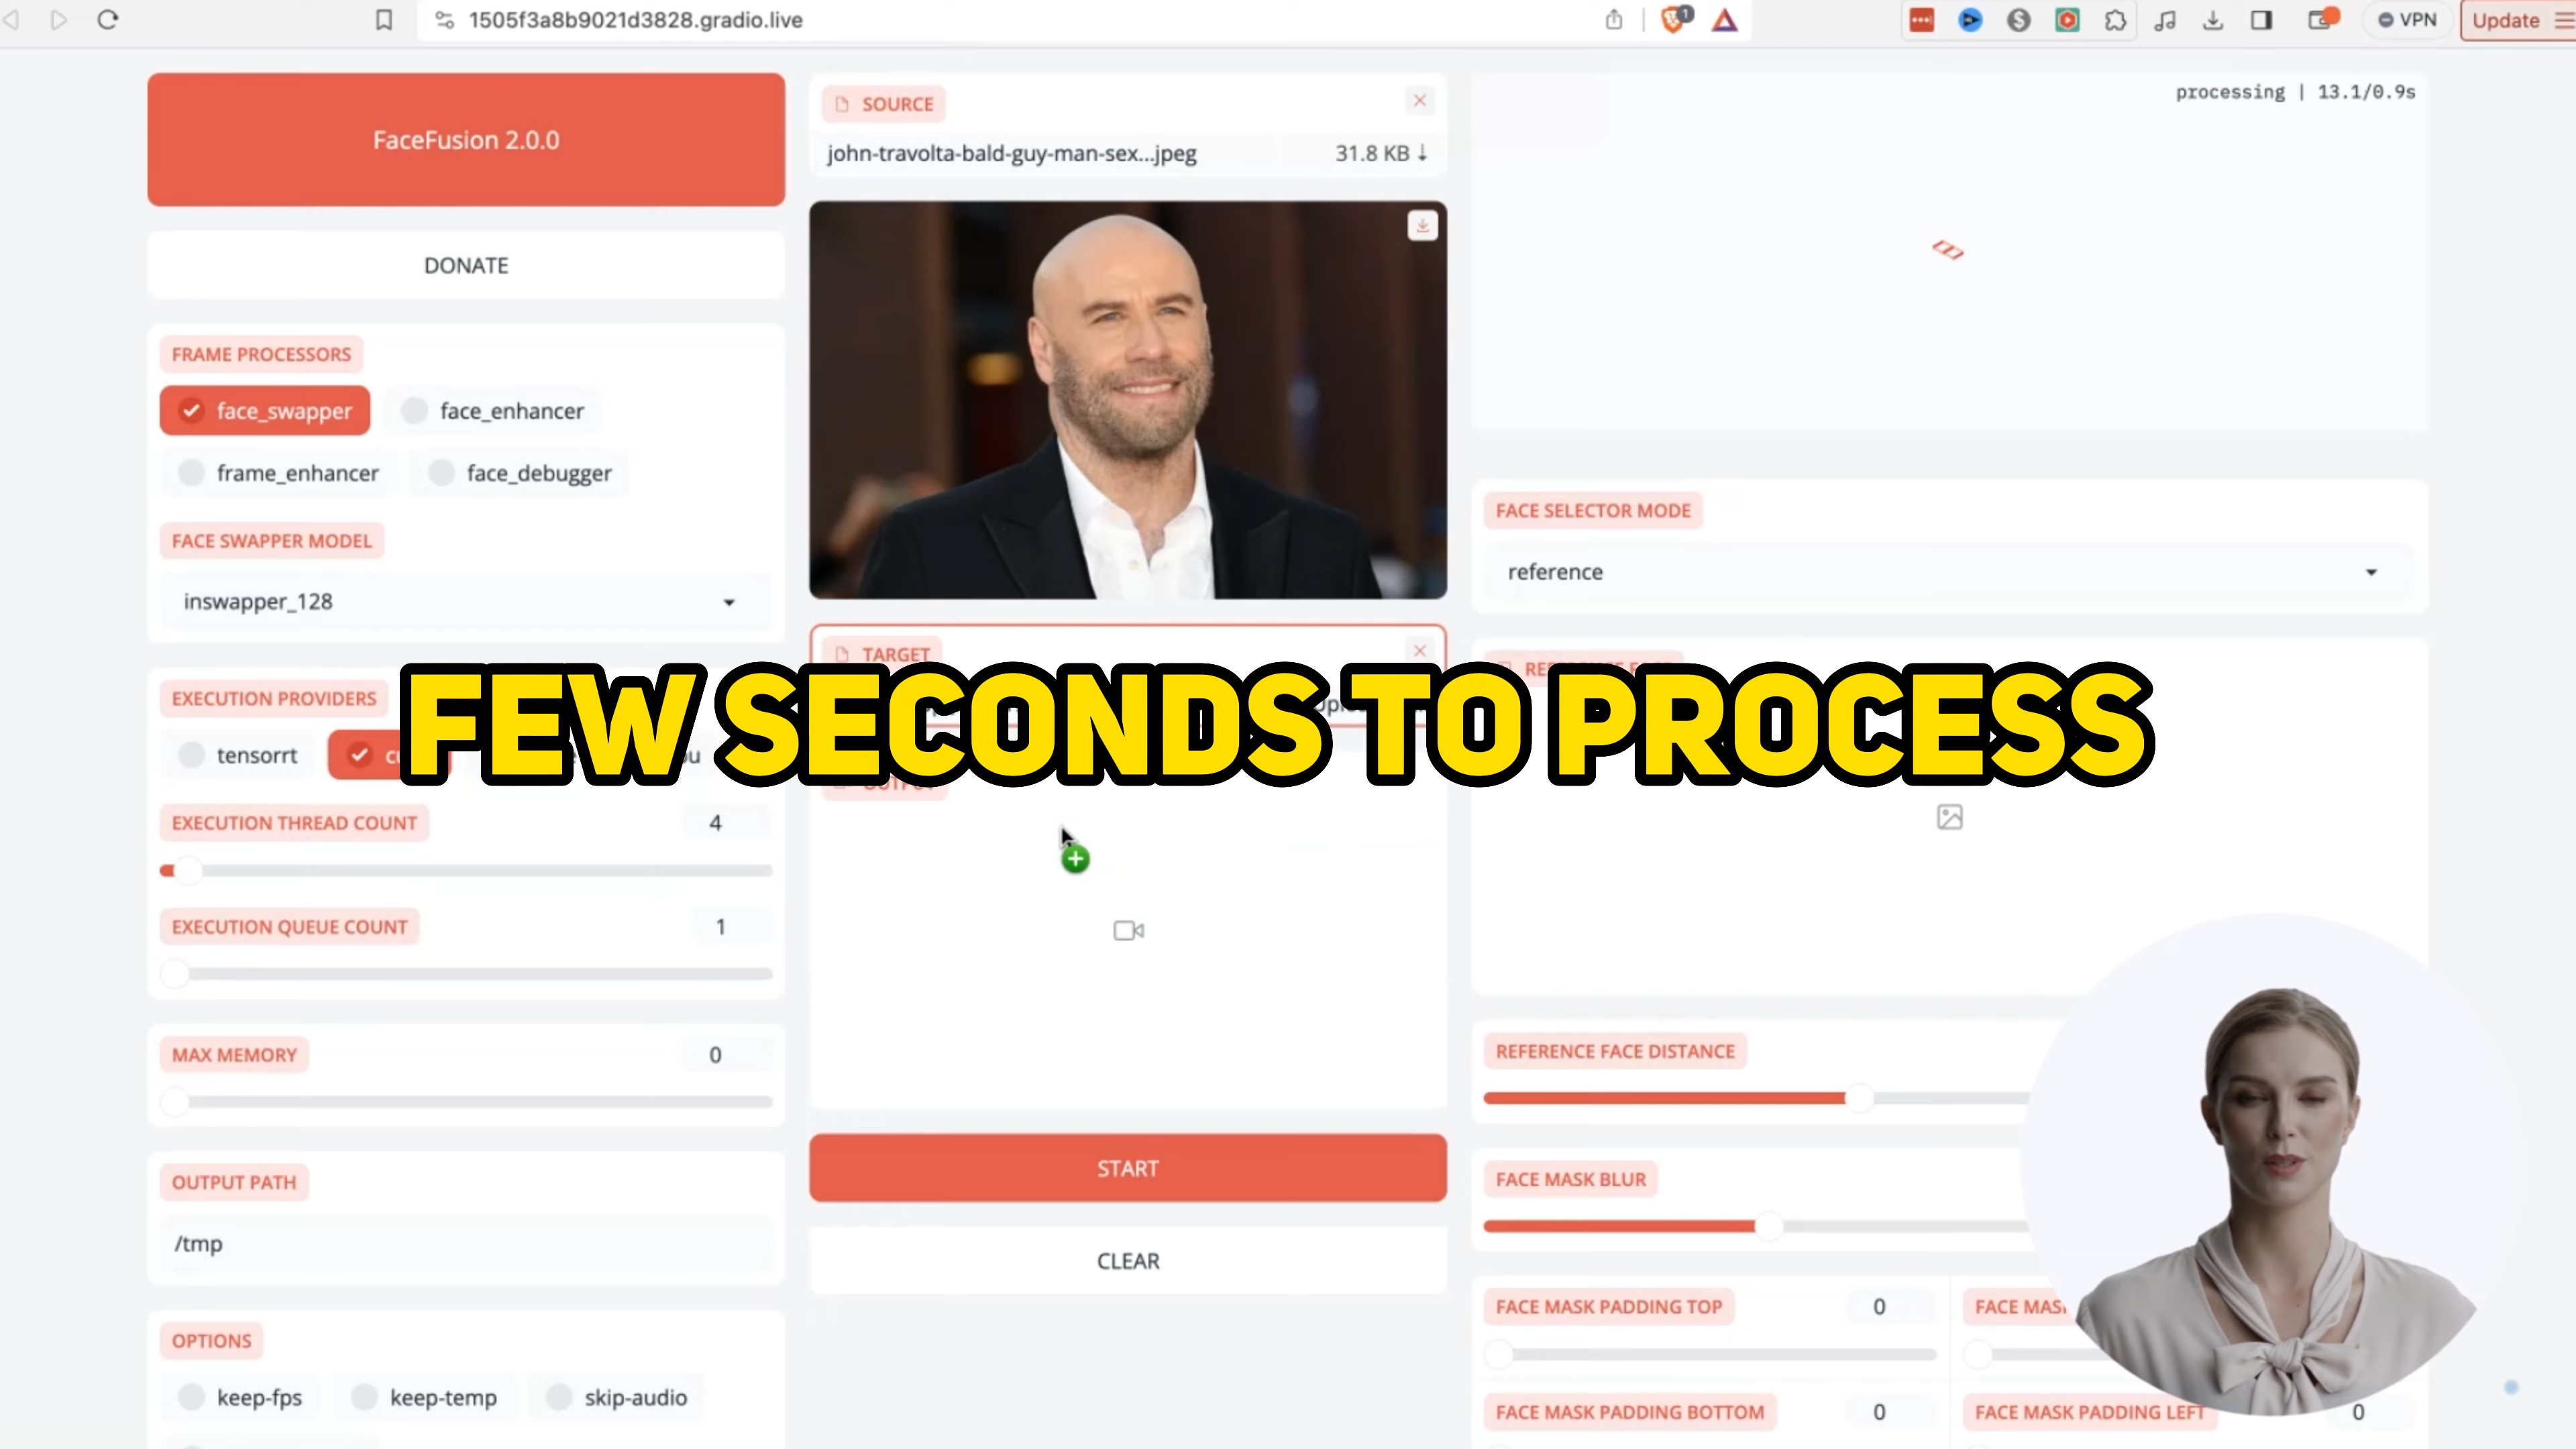 1505f3a8b9021d3828.gradio.live
1
VPN
Update
FaceFusion 2.0.0
DONATE
FRAME PROCESSORS
face_swapper
face_enhancer
frame_enhancer
face_debugger
FACE SWAPPER MODEL
inswapper_128
EXECUTION PROVIDERS
tensorrt
EXECUTION THREAD COUNT
4
EXECUTION QUEUE COUNT
1
MAX MEMORY
0
OUTPUT PATH
/tmp
OPTIONS
keep-fps
keep-temp
skip-audio
SOURCE
john-travolta-bald-guy-man-sex...jpeg
31.8 KB ↓
TARGET
FEW SECONDS TO PROCESS
START
CLEAR
processing | 13.1/0.9s
FACE SELECTOR MODE
reference
REFERENCE FACE DISTANCE
FACE MASK BLUR
FACE MASK PADDING TOP
0
FACE MASK PADDING BOTTOM
0
FACE MASK PADDING LEFT
0